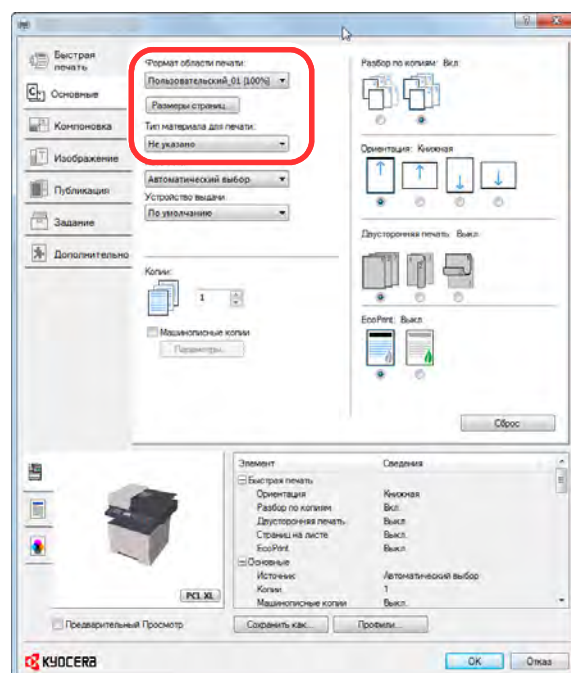 Быстрая
печать
Основные
Компоновка
Изображение
Публикация
Задание
Дополнительно
Формат области печати:
Пользовательский_01 [100%]
Размеры страниц...
Тип материала для печати:
Не указано
Автоматический выбор
Устройство выдачи
По умолчанию
Копии:
1
Машинописные копии
Параметры...
Разбор по копиям: Вкл.
Ориентация: Книжная
Двусторонняя печать: Выкл.
EcoPrint: Выкл.
Сброс
PCL XL
Элемент Сведения
Быстрая печать
Ориентация Книжная
Разбор по копиям Вкл.
Двусторонняя печать Выкл.
Страниц на листе Выкл.
EcoPrint Выкл.
Основные
Источник Автоматический выбор
Копии 1
Машинописные копии Выкл.
Предварительный Просмотр
Сохранить как...
Профили...
KYOCERA
OK
Отказ